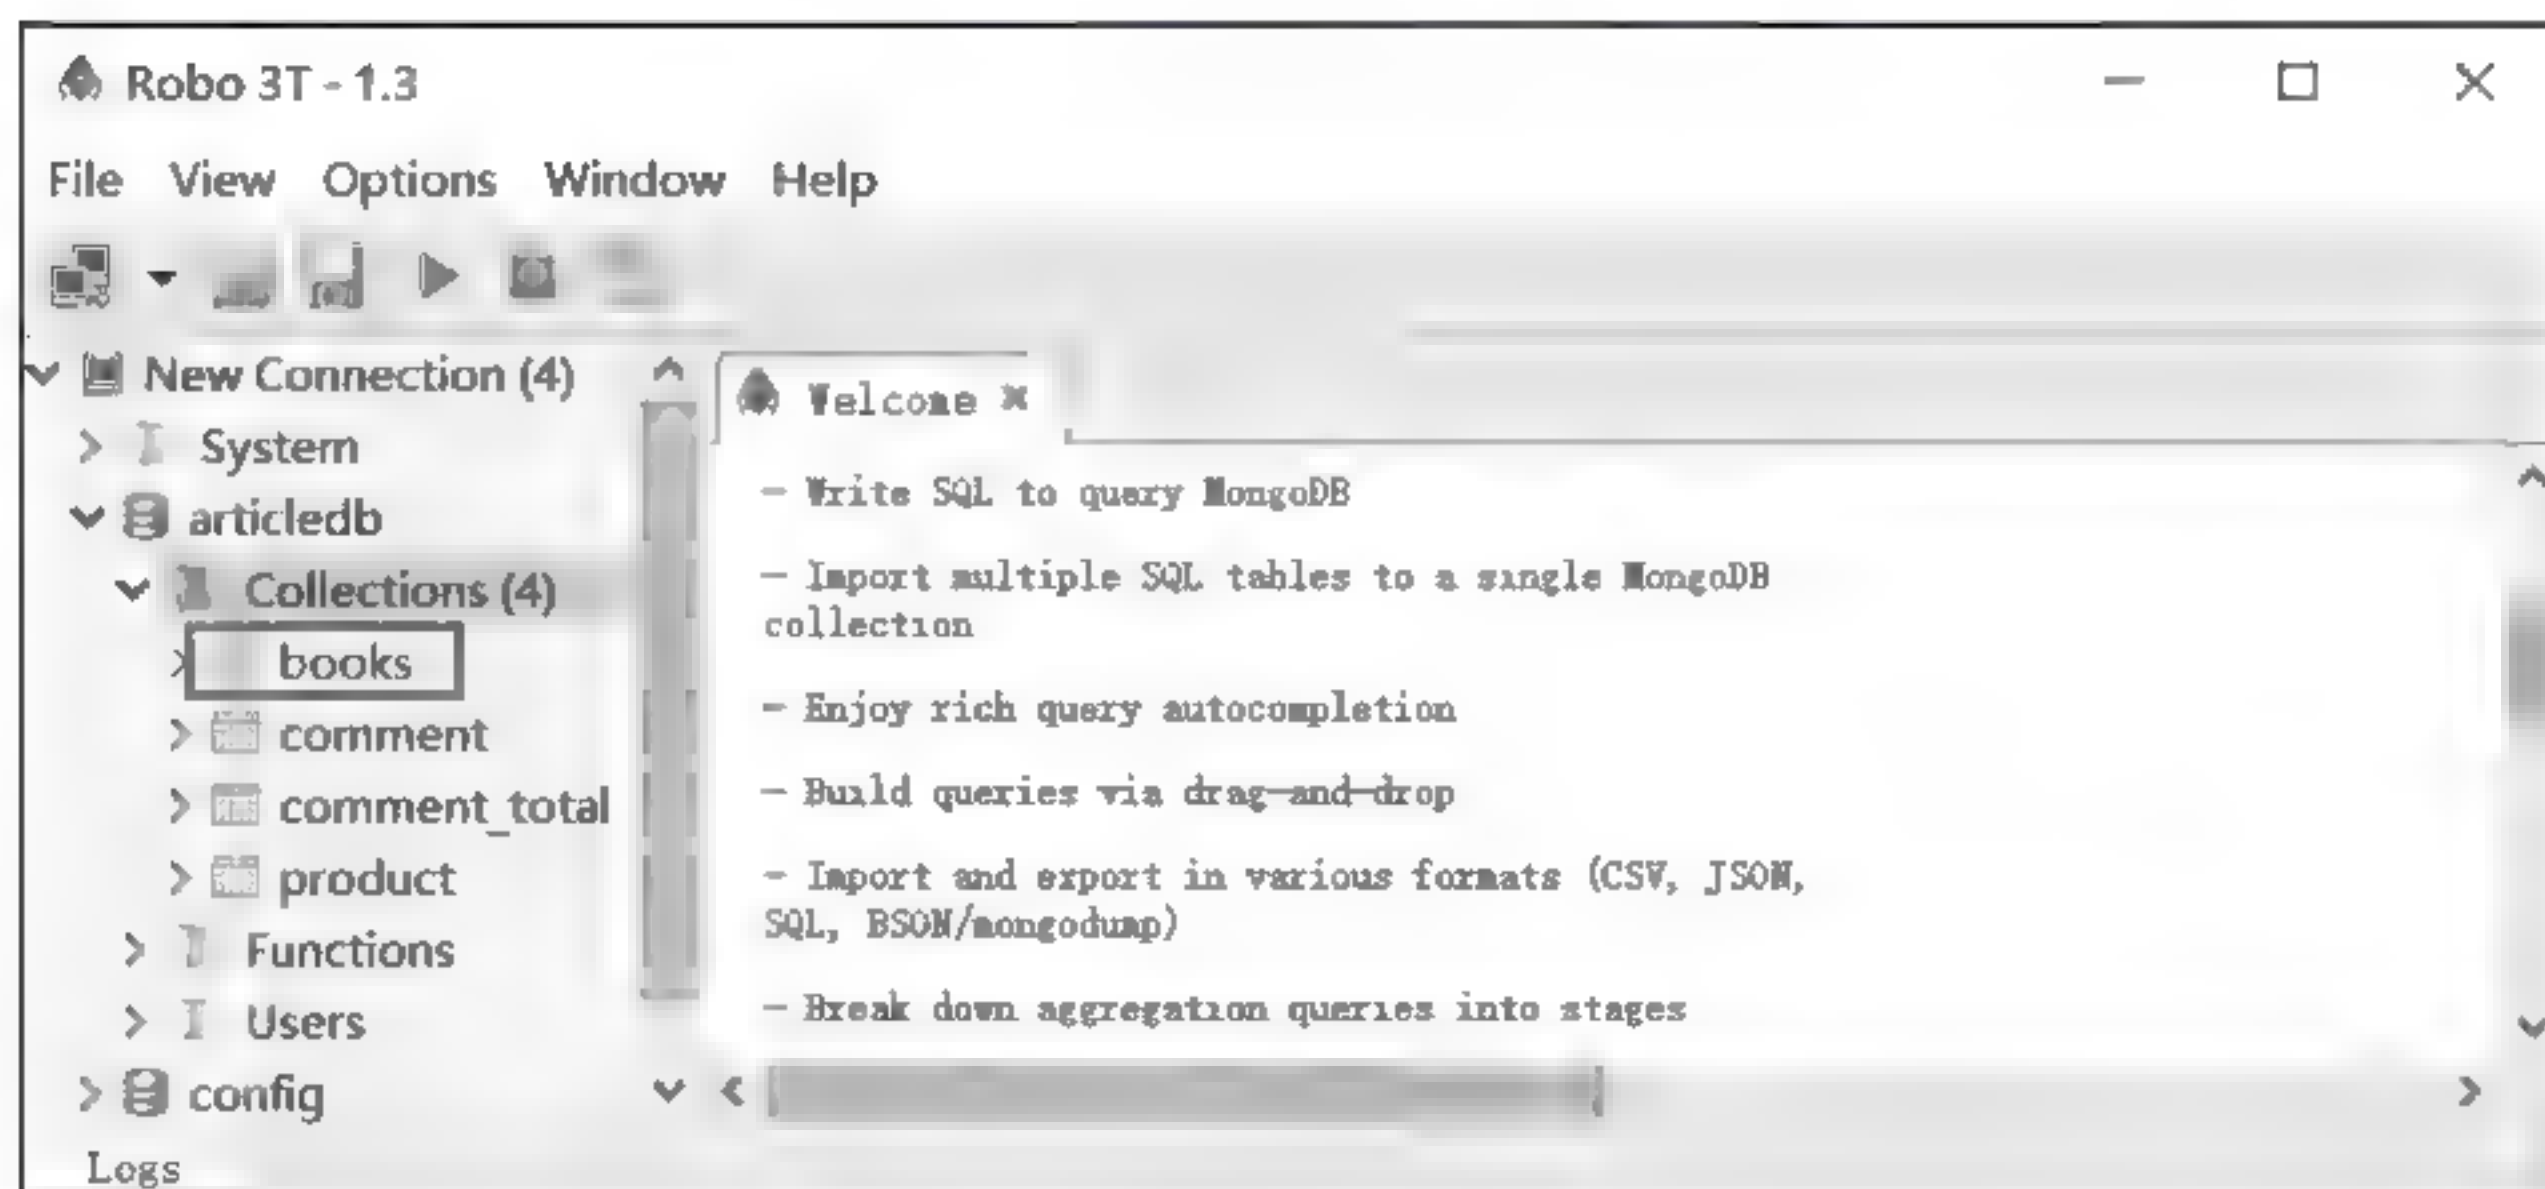 Robo 3T - 1.3
File View Options Window Help
New Connection (4)
System
articledb
Collections (4)
books
comment
comment_total
product
Functions
Users
config
Logs
Welcome
- Write SQL to query MongoDB
- Import multiple SQL tables to a single MongoDB
collection
- Enjoy rich query autocompletion
- Build queries via drag-and-drop
- Import and export in various formats (CSV, JSON,
SQL, BSON/mongodump)
- Break down aggregation queries into stages